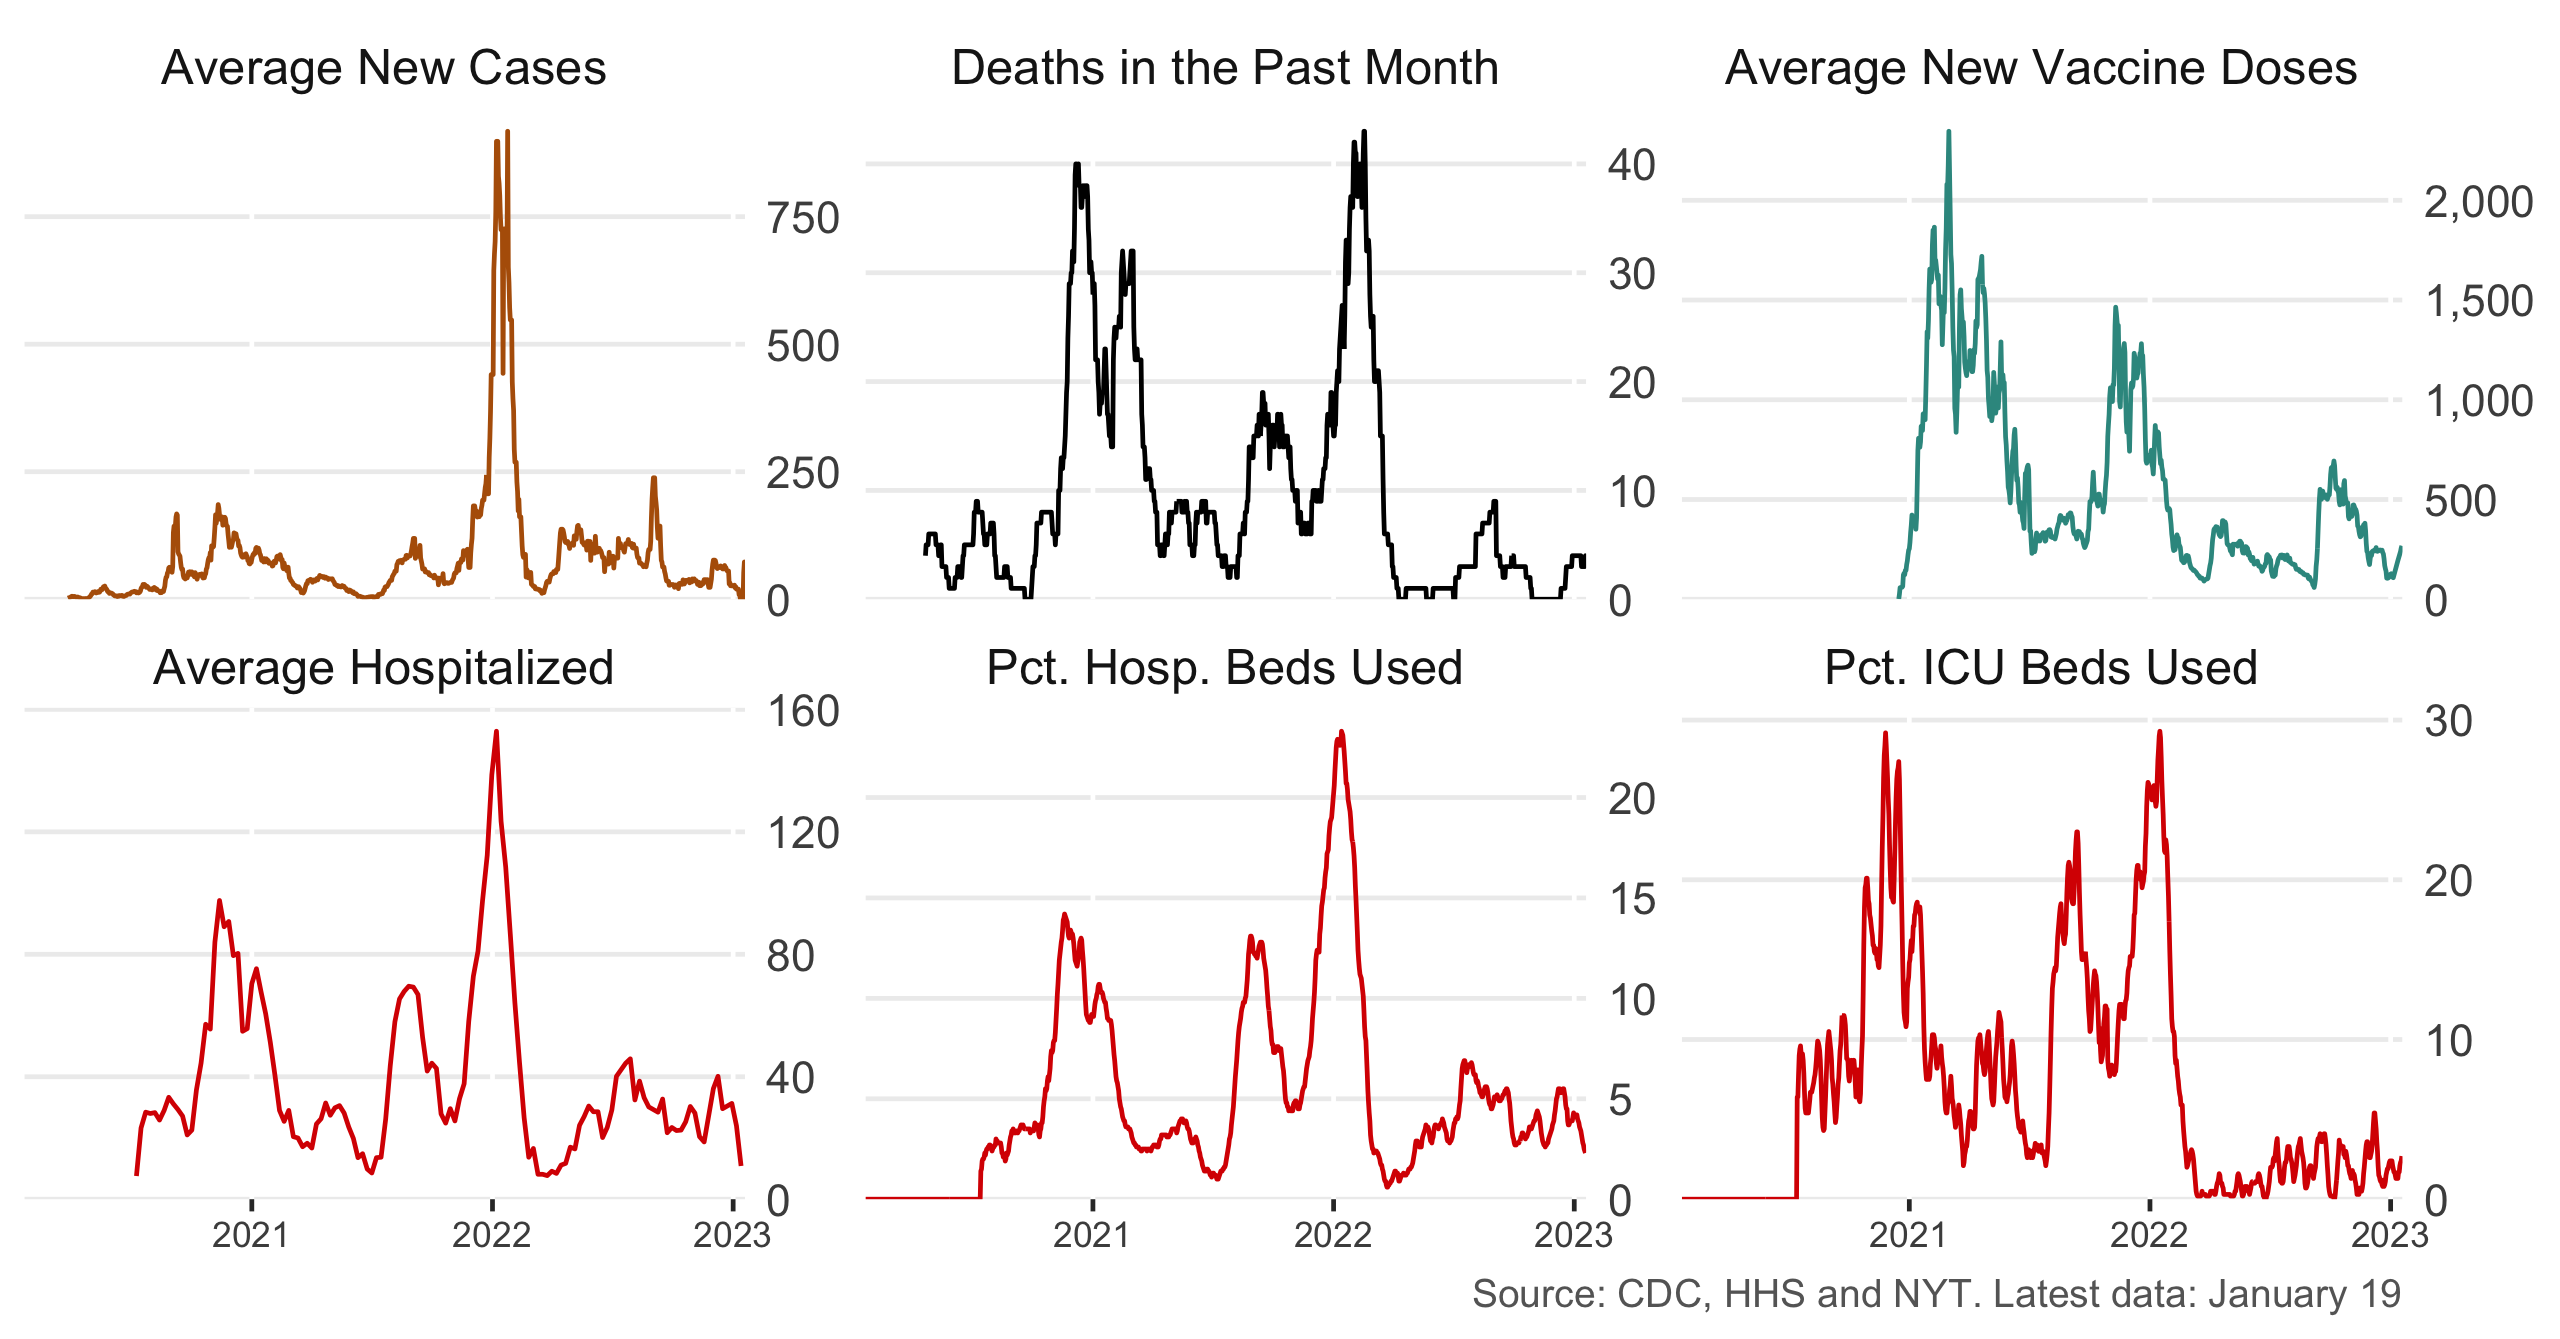 Average New Cases
Deaths in the Past Month
Average New Vaccine Doses
750
500
250
0
40
30
20
10
0
2,000
1,500
1,000
500
0
Average Hospitalized
Pct. Hosp. Beds Used
Pct. ICU Beds Used
160
120
80
40
0
20
15
10
5
0
30
20
10
0
2021 2022 2023
2021 2022 2023
2021 2022 2023
Source: CDC, HHS and NYT. Latest data: January 19